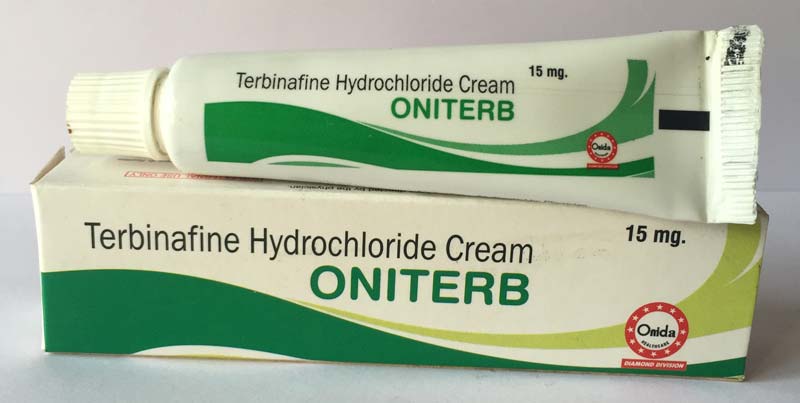 Terbinafine Hydrochloride Cream 15 mg.
ONITERB
Onida
Terbinafine Hydrochloride Cream 15 mg.
ONITERB
Onida
HEALTHCARE
DIAMOND DIVISION